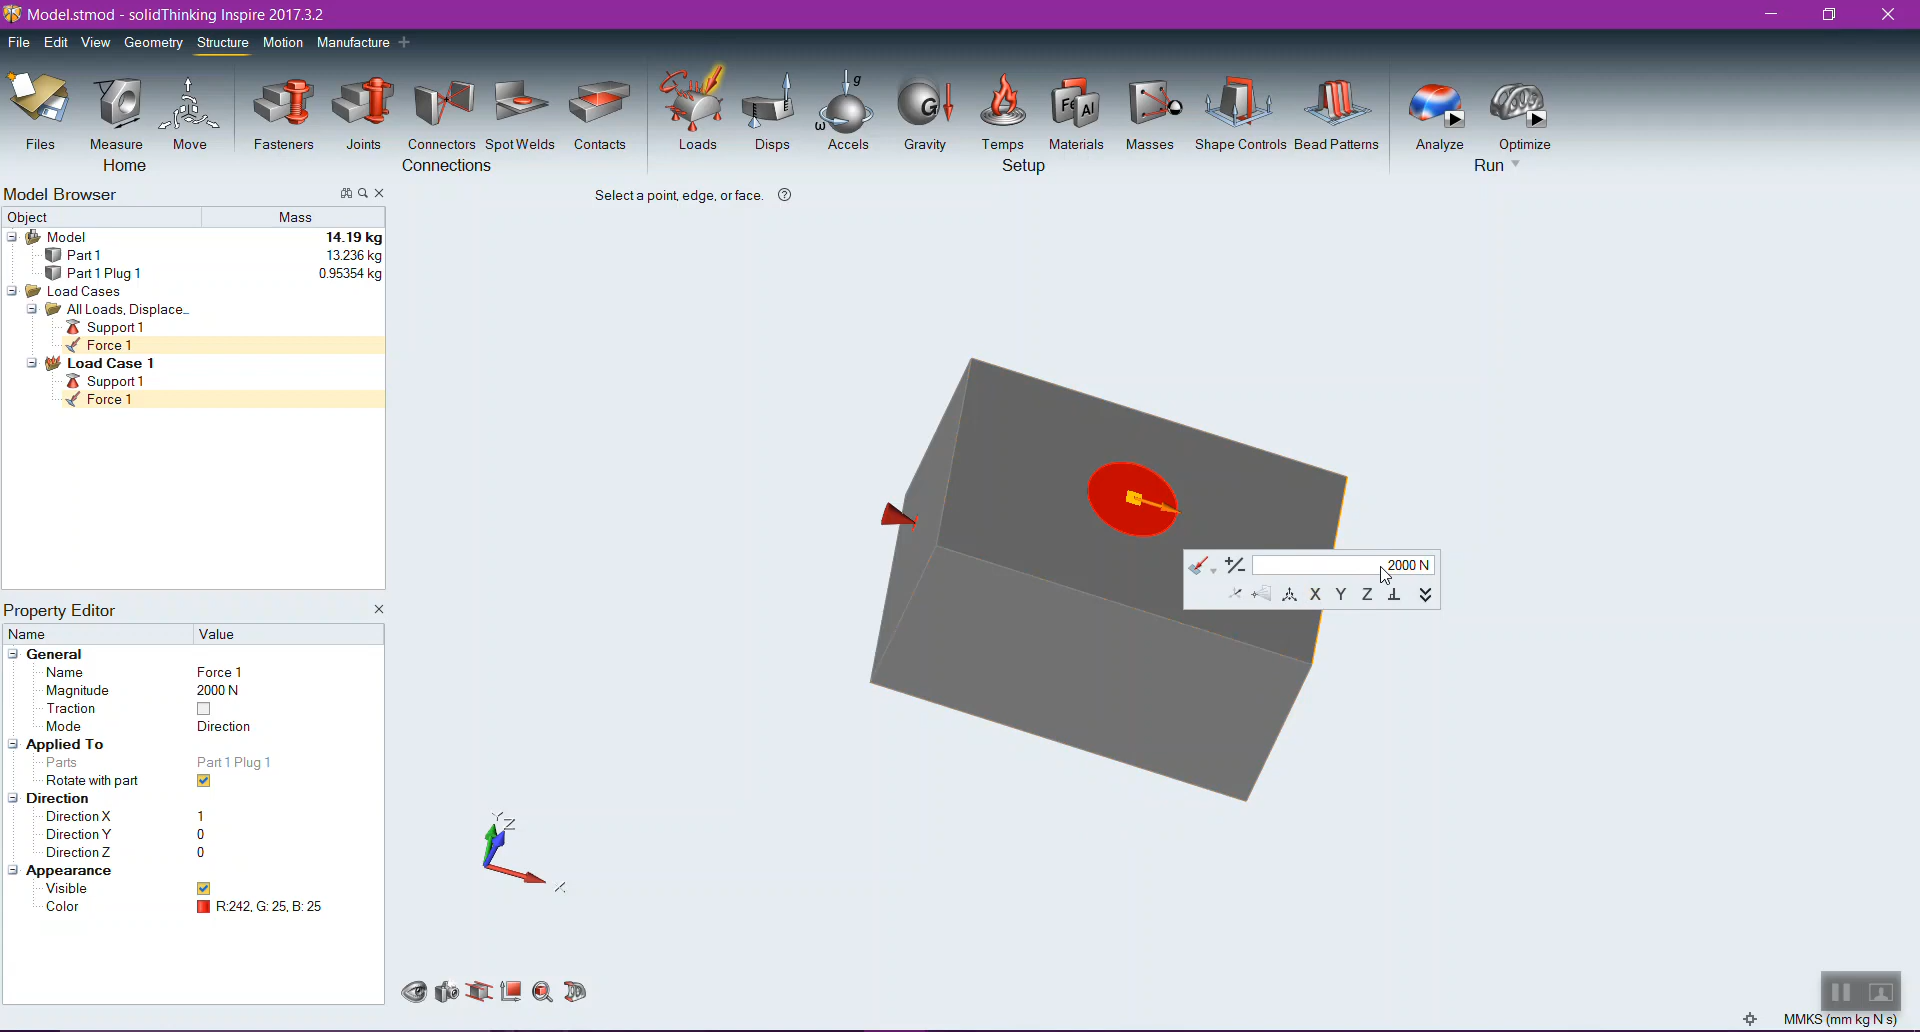 Model.stmod - solidThinking Inspire 2017.3.2
File Edit View Geometry Structure Motion Manufacture +
Files Measure Move Fasteners Joints Connectors Spot Welds Contacts Loads Disps Accels Gravity Temps Materials Masses Shape Controls Bead Patterns Analyze Optimize
Home Connections Setup Run
Model Browser
Select a point, edge, or face.
Object Mass
Model 14.19 kg
Part 1 13.236 kg
Part 1 Plug 1 0.95354 kg
Load Cases
All Loads, Displace...
Support 1
Force 1
Load Case 1
Support 1
Force 1
2000 N
X Y Z
Property Editor
Name Value
General
Name Force 1
Magnitude 2000 N
Traction
Mode Direction
Applied To
Parts Part 1 Plug 1
Rotate with part
Direction
Direction X 1
Direction Y 0
Direction Z 0
Appearance
Visible
Color R:242, G: 25, B: 25
Y Z
X
MMKS (mm kg N s)